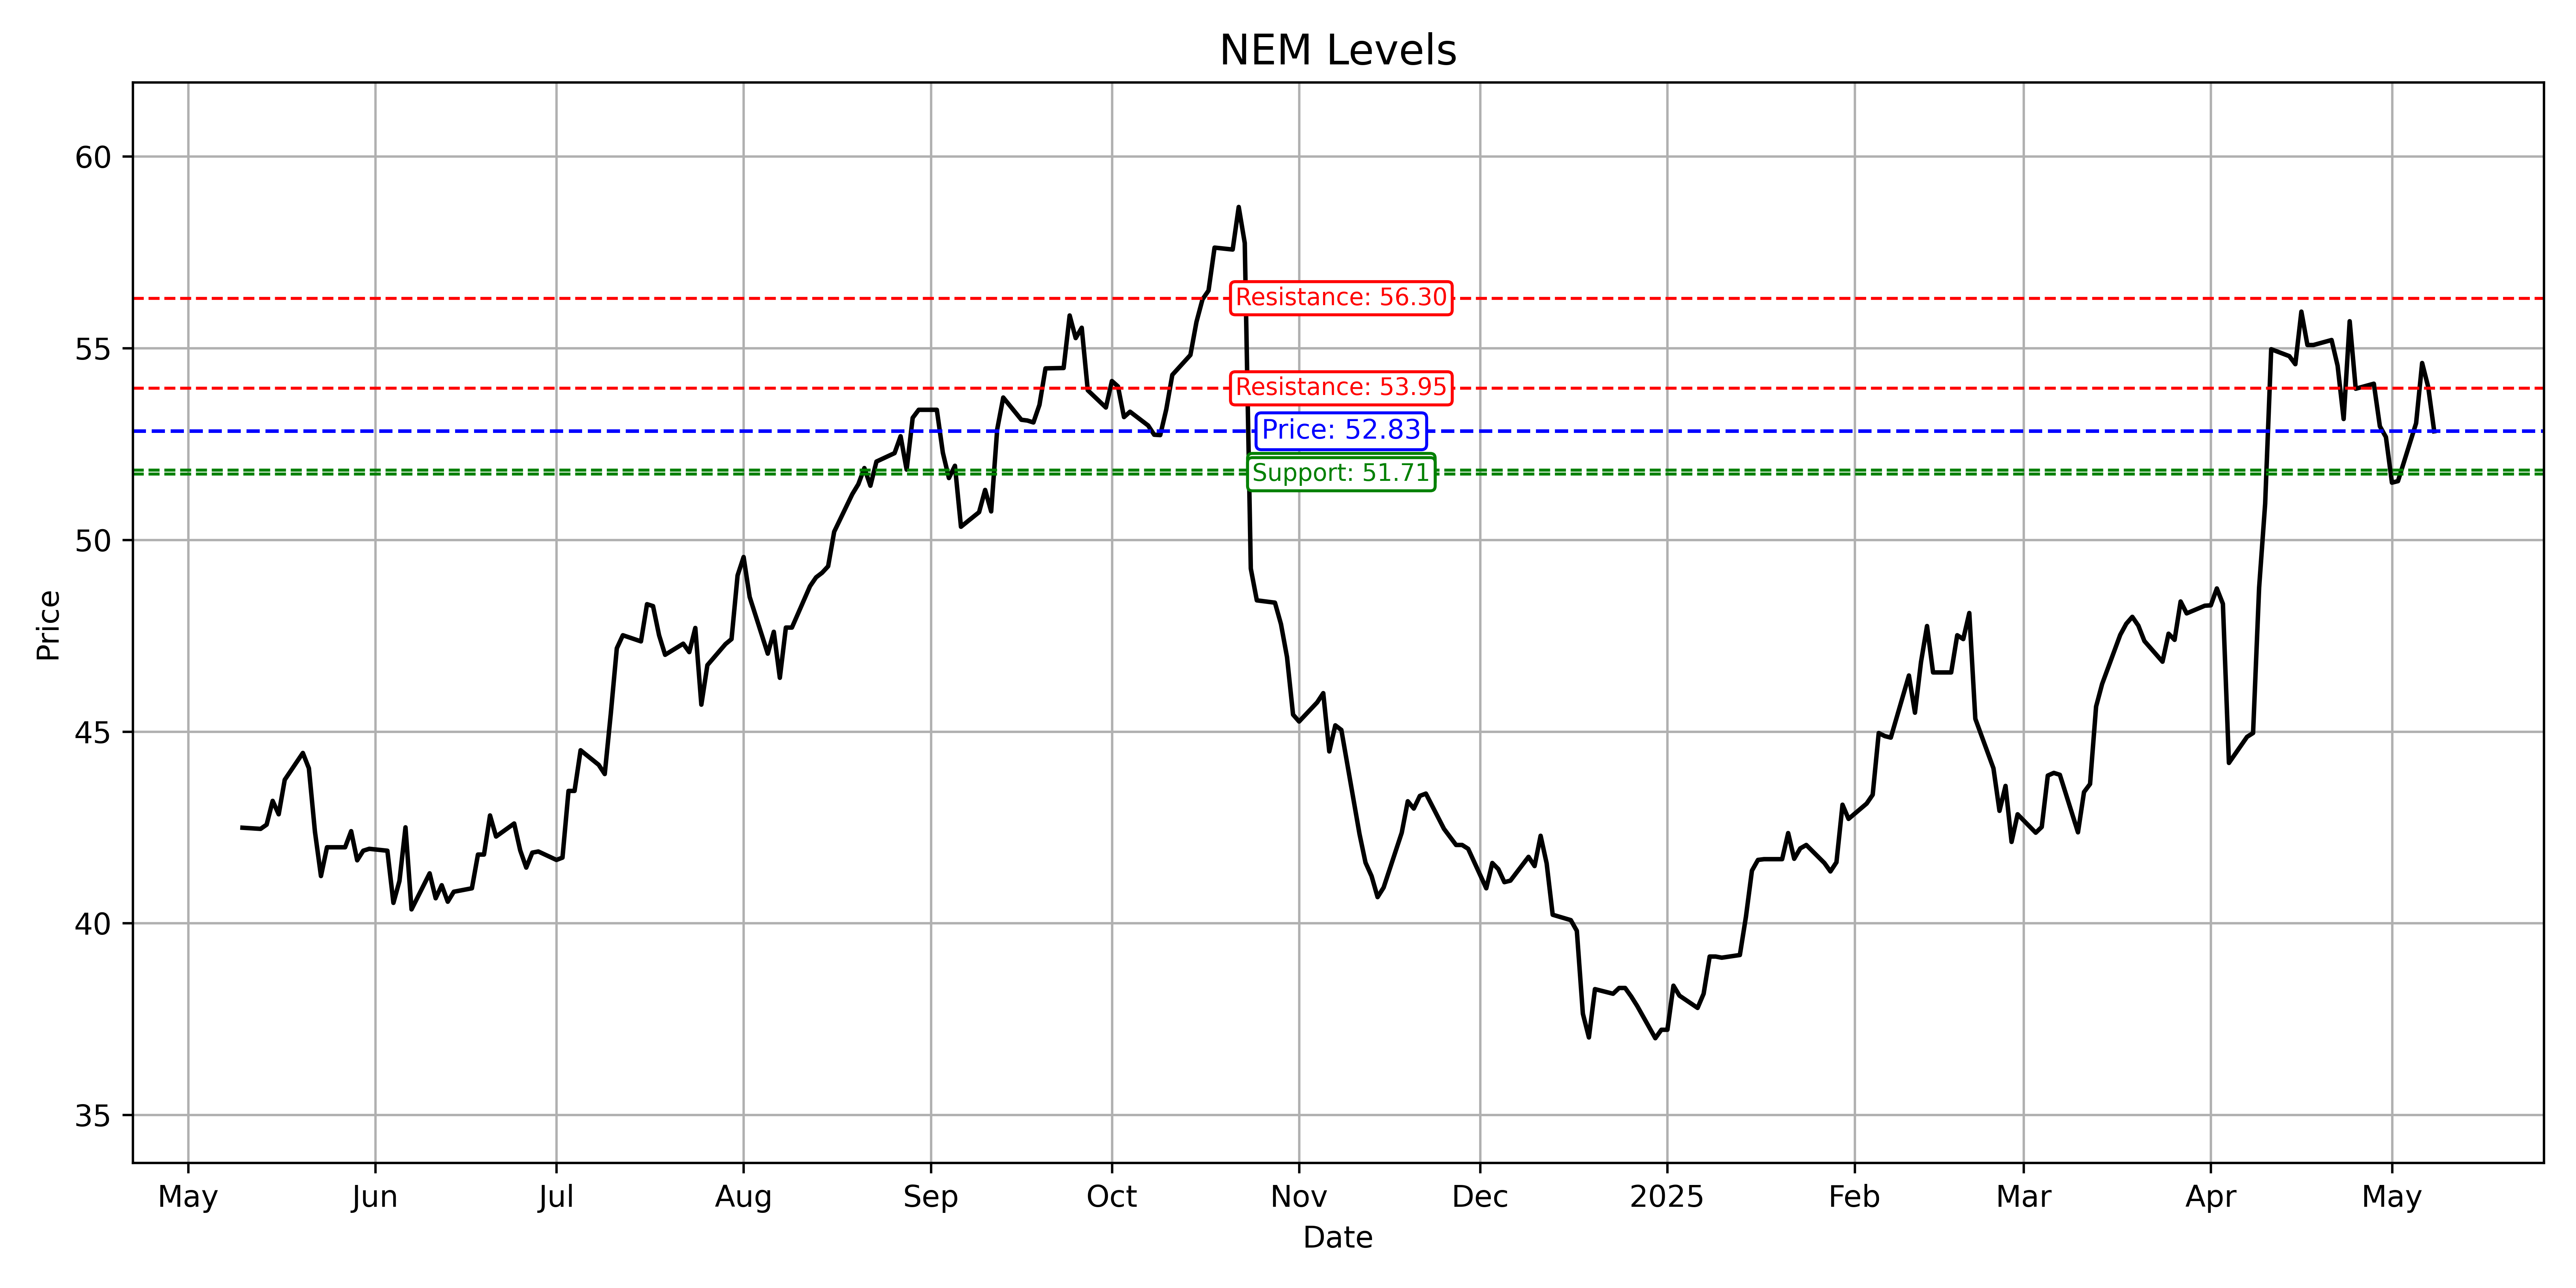 NEM Levels
60
55
50
45
40
35
Price
Resistance: 56.30
Resistance: 53.95
Price: 52.83
Support: 51.71
May Jun Jul Aug Sep Oct Nov Dec 2025 Feb Mar Apr May
Date